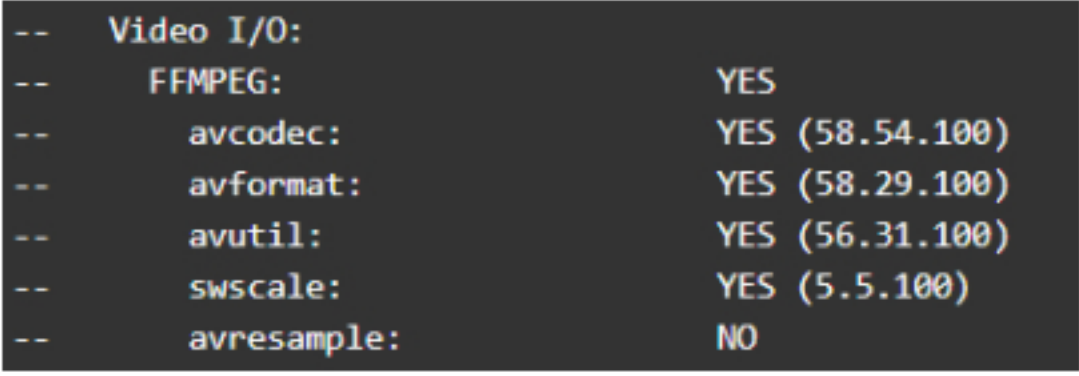 --   Video I/O:
--     FFMPEG:                      YES
--       avcodec:                   YES (58.54.100)
--       avformat:                  YES (58.29.100)
--       avutil:                    YES (56.31.100)
--       swscale:                   YES (5.5.100)
--       avresample:                NO